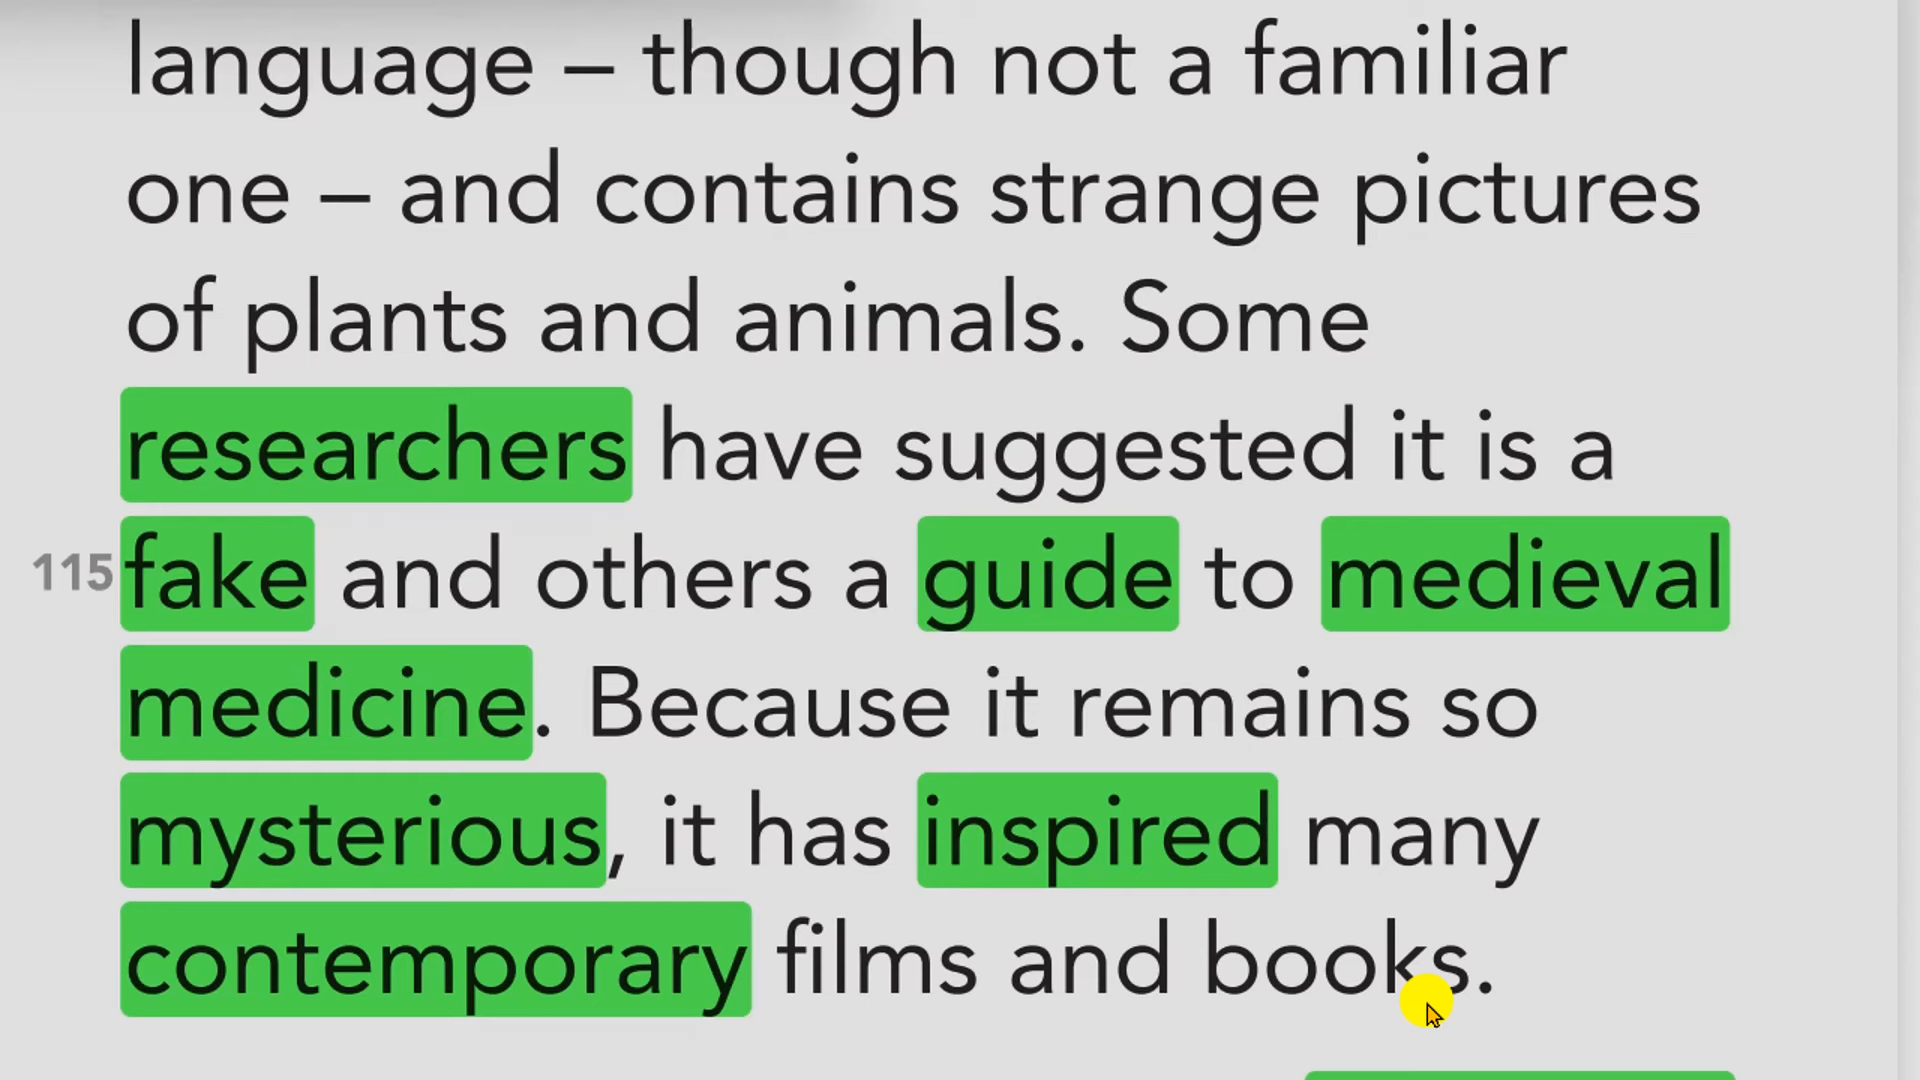 language – though not a familiar
one – and contains strange pictures
of plants and animals. Some
researchers have suggested it is a
115 fake and others a guide to medieval
medicine. Because it remains so
mysterious, it has inspired many
contemporary films and books.